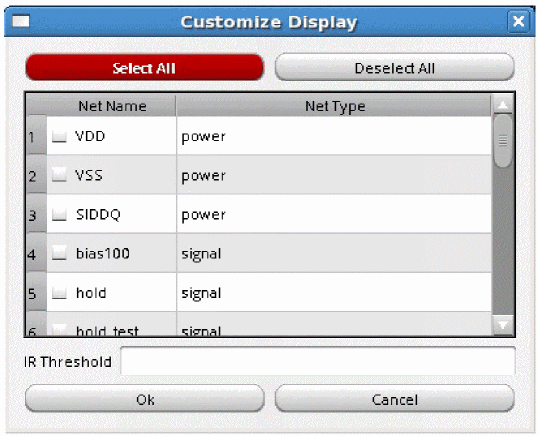 Customize Display
Select All Deselect All
Net Name Net Type
1 VDD power
2 VSS power
3 SIDDQ power
4 bias100 signal
5 hold signal
6 hold_test signal
IR Threshold
Ok Cancel